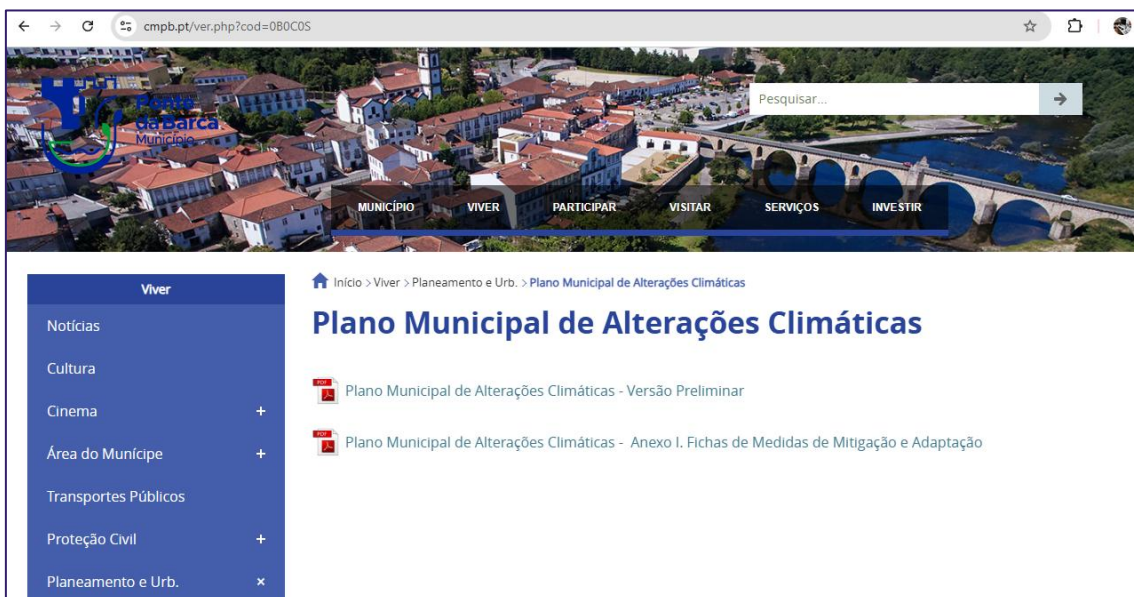 cmpb.pt/ver.php?cod=0B0C0S
Ponte
da Barca
Município
Pesquisar...
MUNICÍPIO VIVER PARTICIPAR VISITAR SERVIÇOS INVESTIR
Viver
Notícias
Cultura
Cinema +
Área do Munícipe +
Transportes Públicos
Proteção Civil +
Planeamento e Urb. ×
Início > Viver > Planeamento e Urb. > Plano Municipal de Alterações Climáticas
Plano Municipal de Alterações Climáticas
PDF Plano Municipal de Alterações Climáticas - Versão Preliminar
PDF Plano Municipal de Alterações Climáticas - Anexo I. Fichas de Medidas de Mitigação e Adaptação